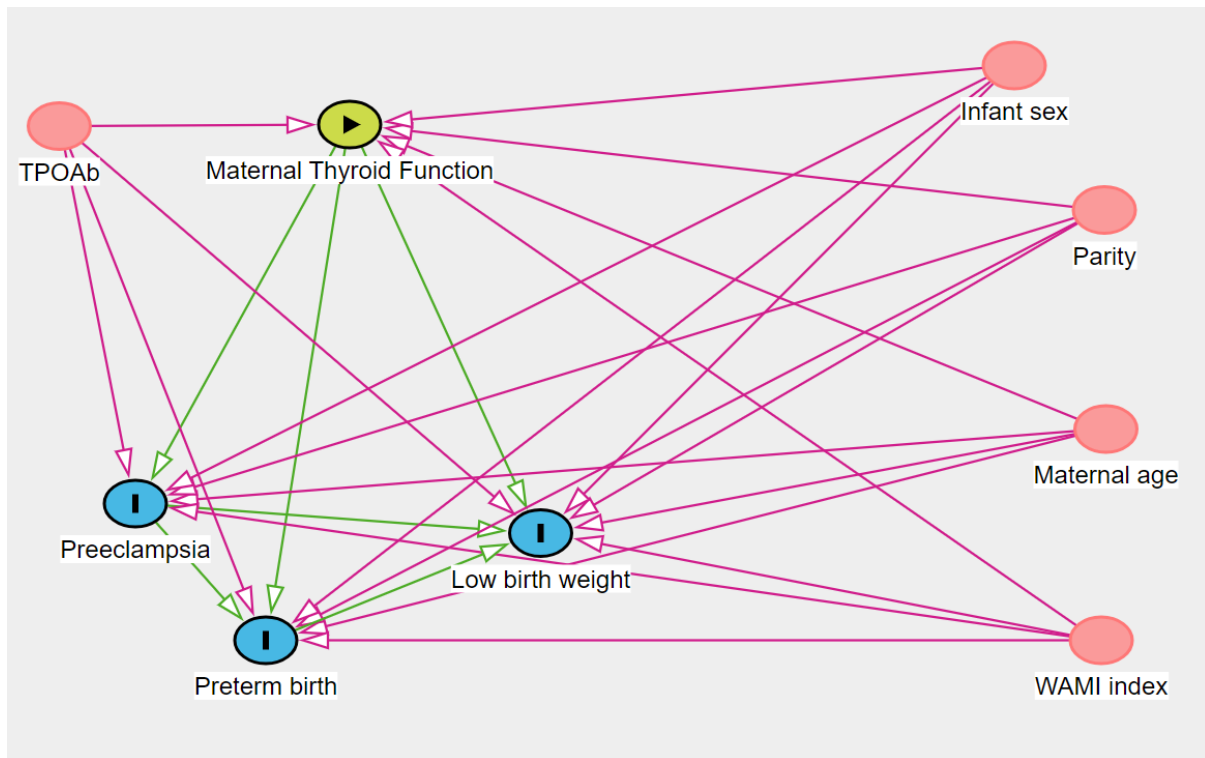 Infant sex
TPOAb
Maternal Thyroid Function
Parity
Maternal age
Preeclampsia
Low birth weight
Preterm birth
WAMI index